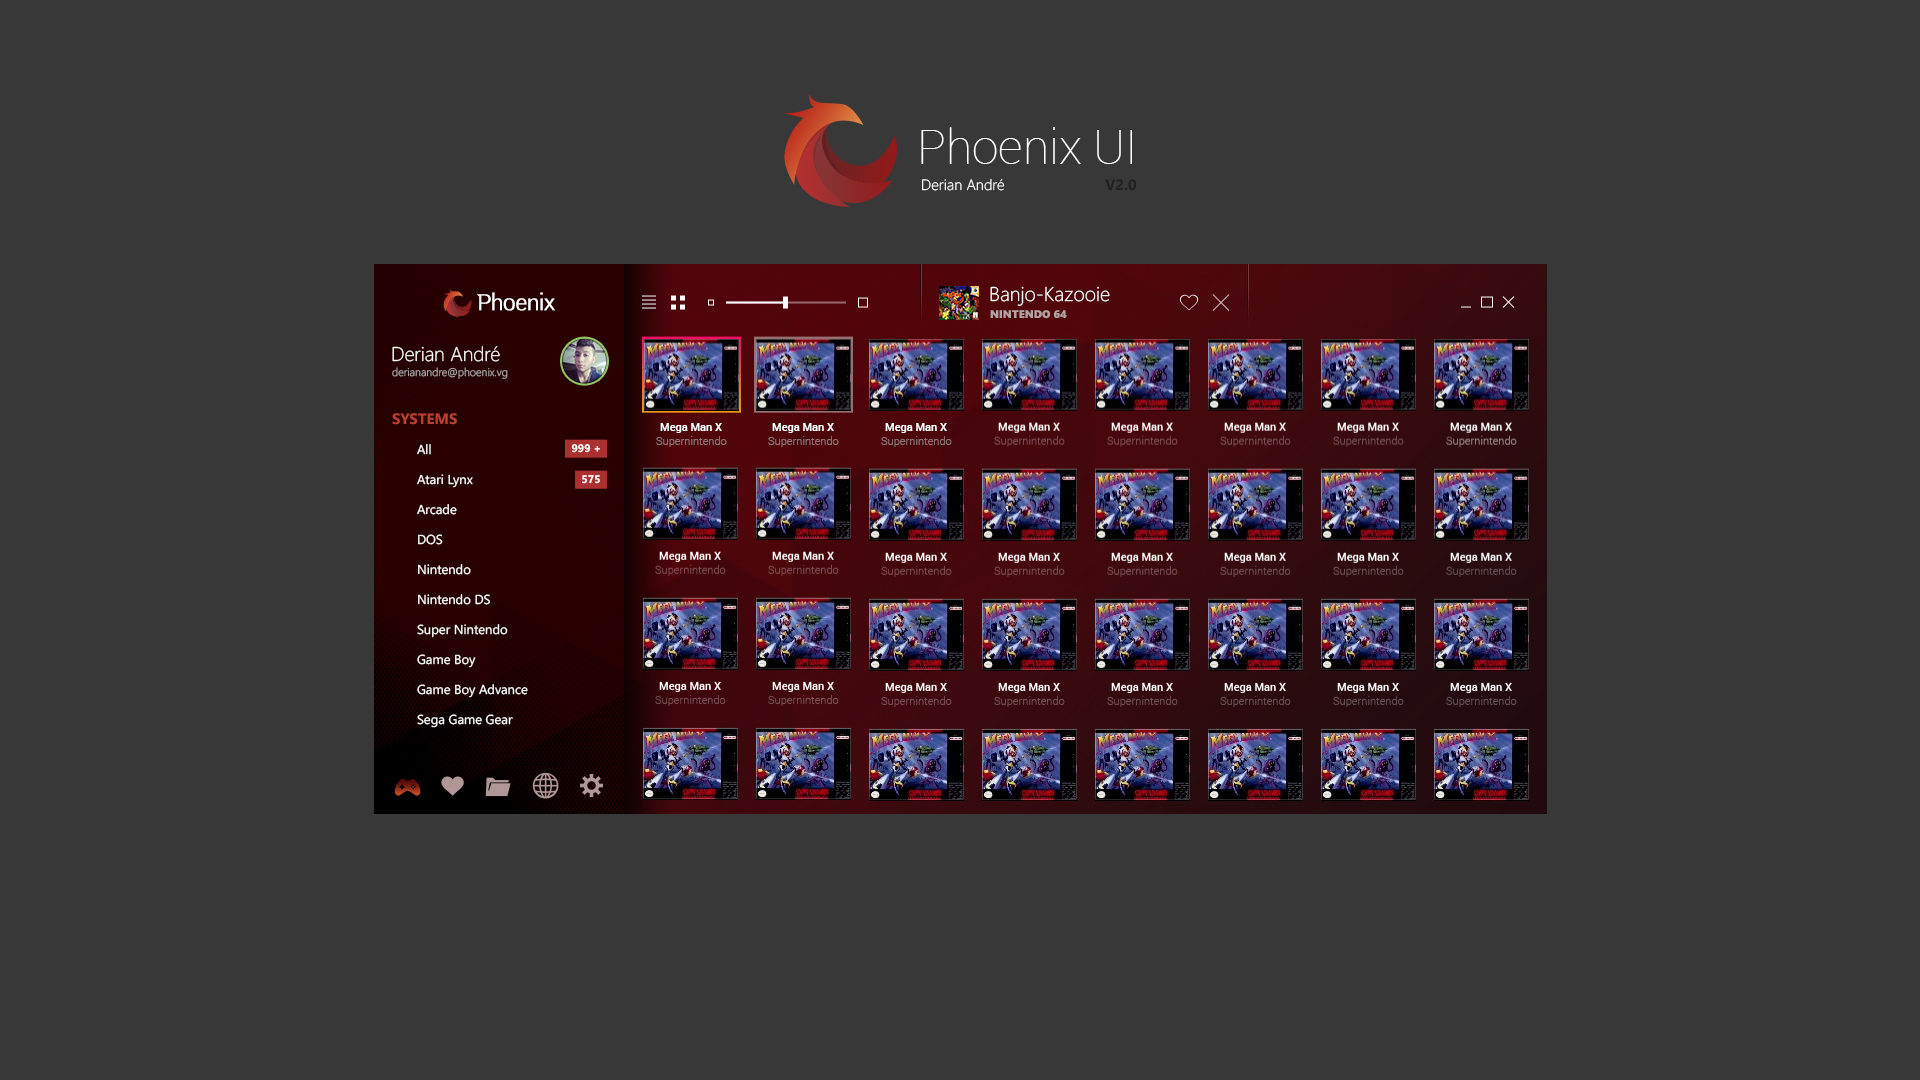 Phoenix UI
Derian André V2.0
Phoenix
Banjo-Kazooie
NINTENDO 64
Derian André
derianandre@phoenix.vg
SYSTEMS
All 999 +
Atari Lynx 575
Arcade
DOS
Nintendo
Nintendo DS
Super Nintendo
Game Boy
Game Boy Advance
Sega Game Gear
Mega Man X Mega Man X Mega Man X Mega Man X Mega Man X Mega Man X Mega Man X Mega Man X
Supernintendo Supernintendo Supernintendo Supernintendo Supernintendo Supernintendo Supernintendo Supernintendo
Mega Man X Mega Man X Mega Man X Mega Man X Mega Man X Mega Man X Mega Man X Mega Man X
Supernintendo Supernintendo Supernintendo Supernintendo Supernintendo Supernintendo Supernintendo Supernintendo
Mega Man X Mega Man X Mega Man X Mega Man X Mega Man X Mega Man X Mega Man X Mega Man X
Supernintendo Supernintendo Supernintendo Supernintendo Supernintendo Supernintendo Supernintendo Supernintendo